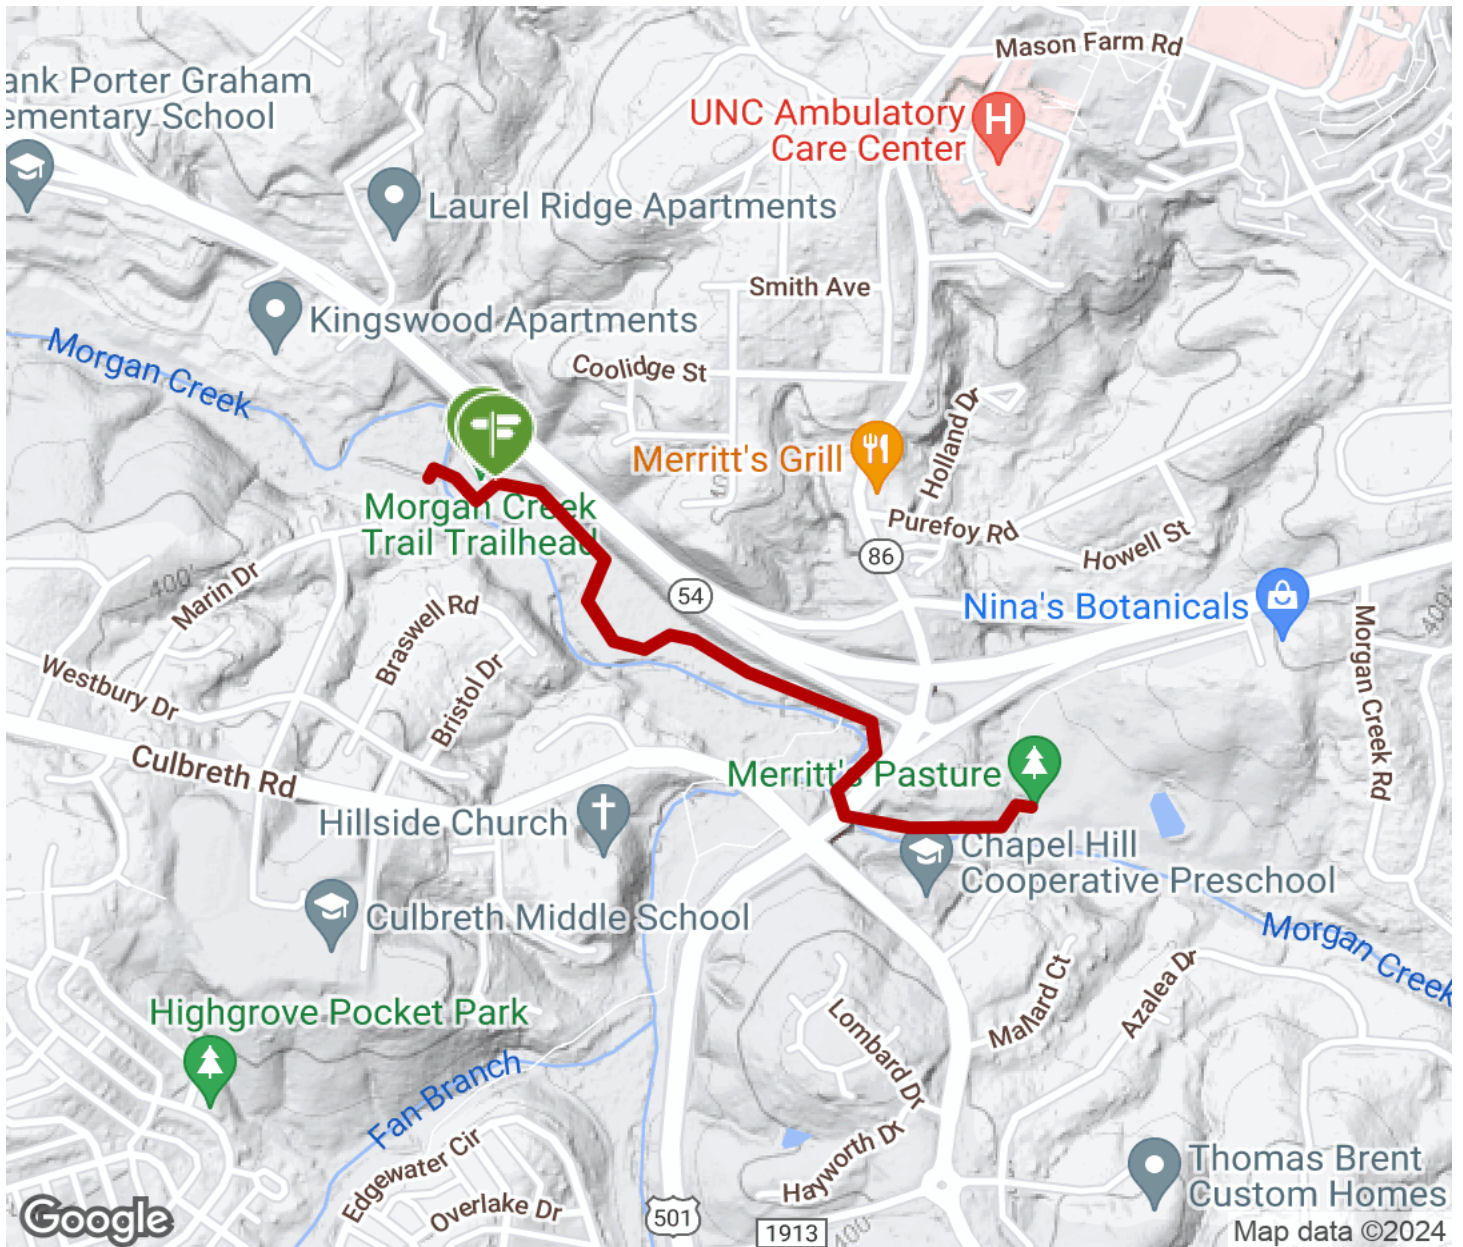 Mason Farm Rd
ank Porter Graham
ementary School
UNC Ambulatory
Care Center
Laurel Ridge Apartments
Smith Ave
Kingswood Apartments
Morgan Creek
Coolidge St
Holland Dr
Merritt's Grill
Morgan Creek
Trail Trailhead
Purefoy Rd
Howell St
86
400'
Marin Dr
54
Nina's Botanicals
400'
Braswell Rd
Morgan Creek Rd
Westbury Dr
Bristol Dr
Culbreth Rd
Merritt's Pasture
Hillside Church
Chapel Hill
Cooperative Preschool
Culbreth Middle School
Morgan Creek
Mallard Ct
Azalea Dr
Highgrove Pocket Park
Lombard Dr
Fan Branch
Hayworth Dr
Edgewater Cir
Thomas Brent
Custom Homes
Overlake Dr
Google
501
1913
400'
Map data ©2024